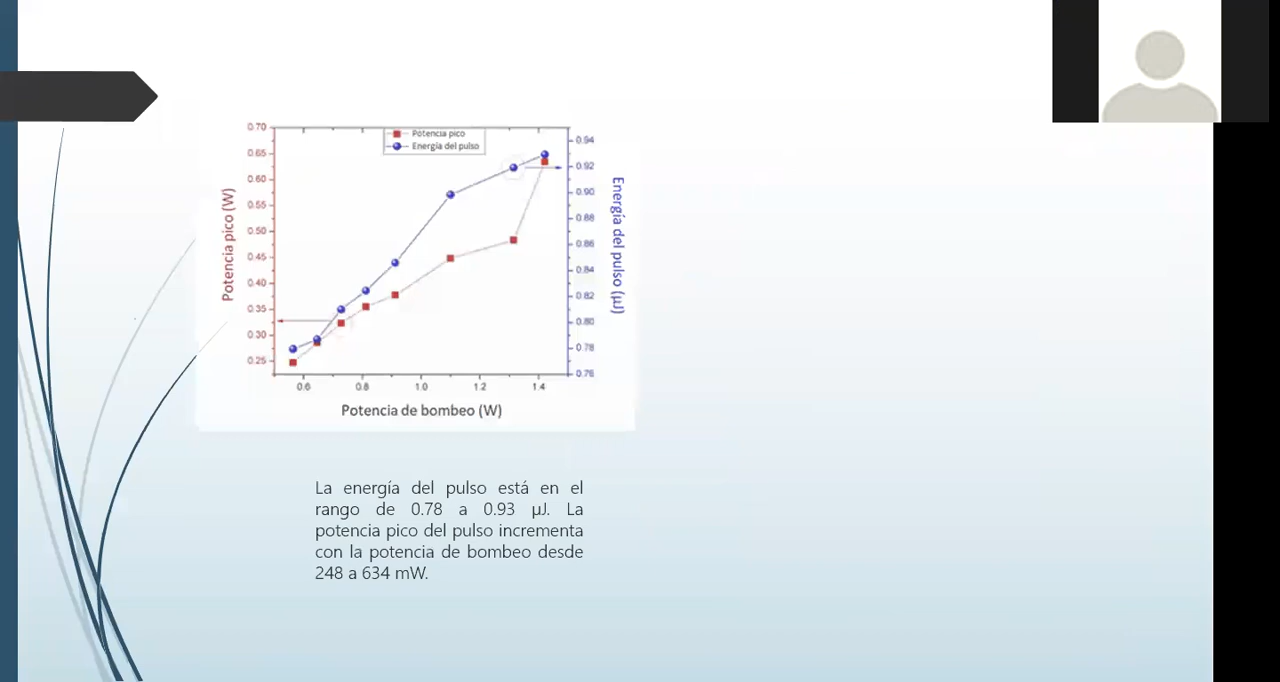 Potencia pico
Energía del pulso
0.70
0.65
0.60
0.55
0.50
0.45
0.40
0.35
0.30
0.25
Potencia pico (W)
0.94
0.92
0.90
0.88
0.86
0.84
0.82
0.80
0.78
0.76
Energía del pulso (µJ)
0.6 0.8 1.0 1.2 1.4
Potencia de bombeo (W)
La energía del pulso está en el
rango de 0.78 a 0.93 µJ. La
potencia pico del pulso incrementa
con la potencia de bombeo desde
248 a 634 mW.